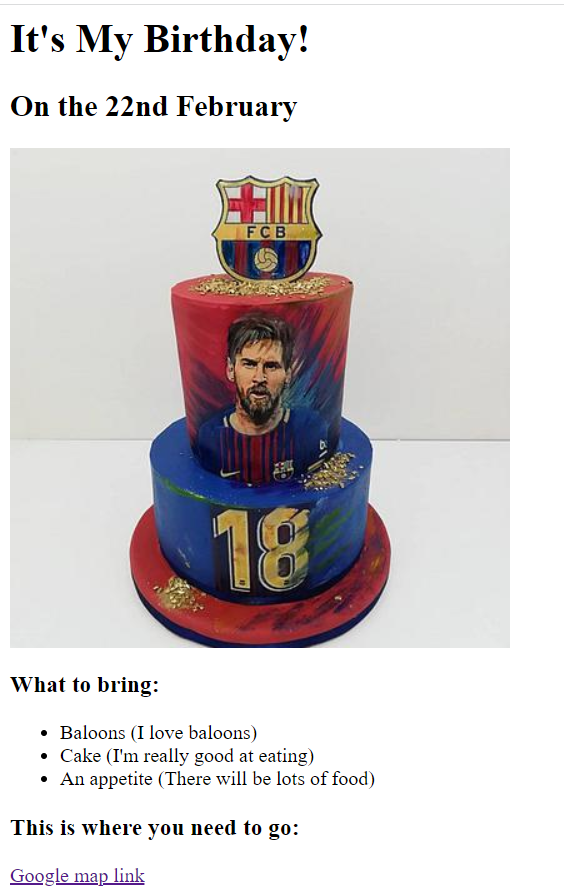 It's My Birthday!
On the 22nd February
FCB
18
What to bring:
Baloons (I love baloons)
Cake (I'm really good at eating)
An appetite (There will be lots of food)
This is where you need to go:
Google map link